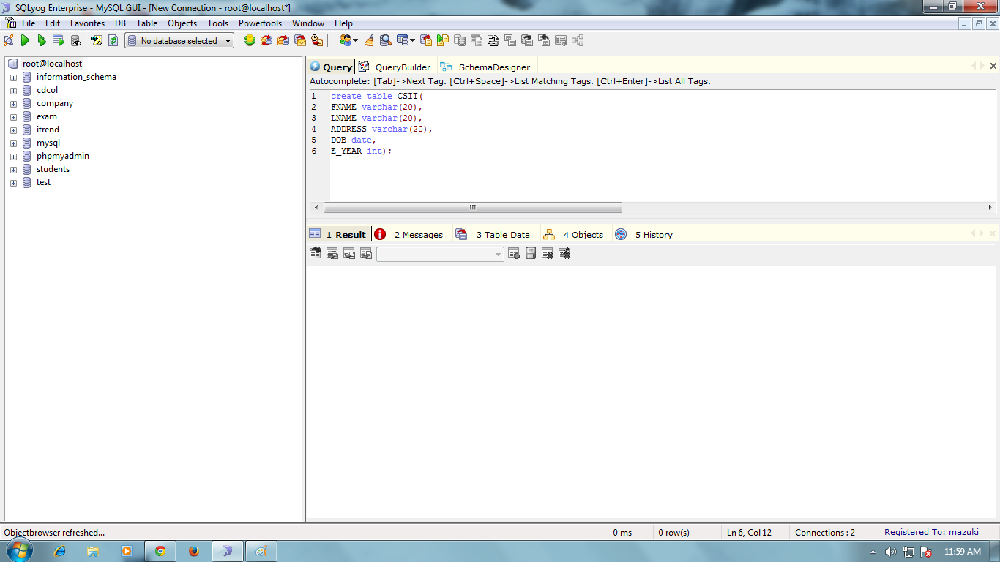 SQLyog Enterprise - MySQL GUI - [New Connection - root@localhost*]
File Edit Favorites DB Table Objects Tools Powertools Window Help
No database selected
root@localhost
information_schema
cdcol
company
exam
itrend
mysql
phpmyadmin
students
test
Query QueryBuilder SchemaDesigner
Autocomplete: [Tab]->Next Tag. [Ctrl+Space]->List Matching Tags. [Ctrl+Enter]->List All Tags.
1 create table CSIT(
2 FNAME varchar(20),
3 LNAME varchar(20),
4 ADDRESS varchar(20),
5 DOB date,
6 E_YEAR int);
1 Result 2 Messages 3 Table Data 4 Objects 5 History
Objectbrowser refreshed... 0 ms 0 row(s) Ln 6, Col 12 Connections : 2 Registered To: mazuki
11:59 AM